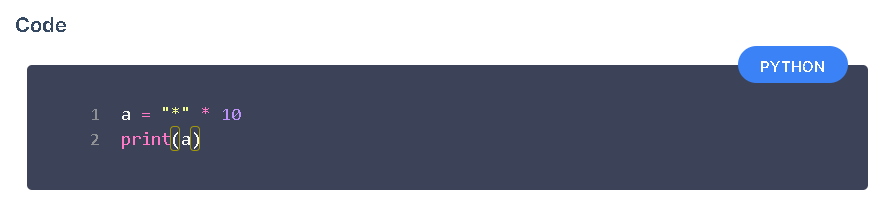 Code
PYTHON
1 a = "*" * 10
2 print(a)